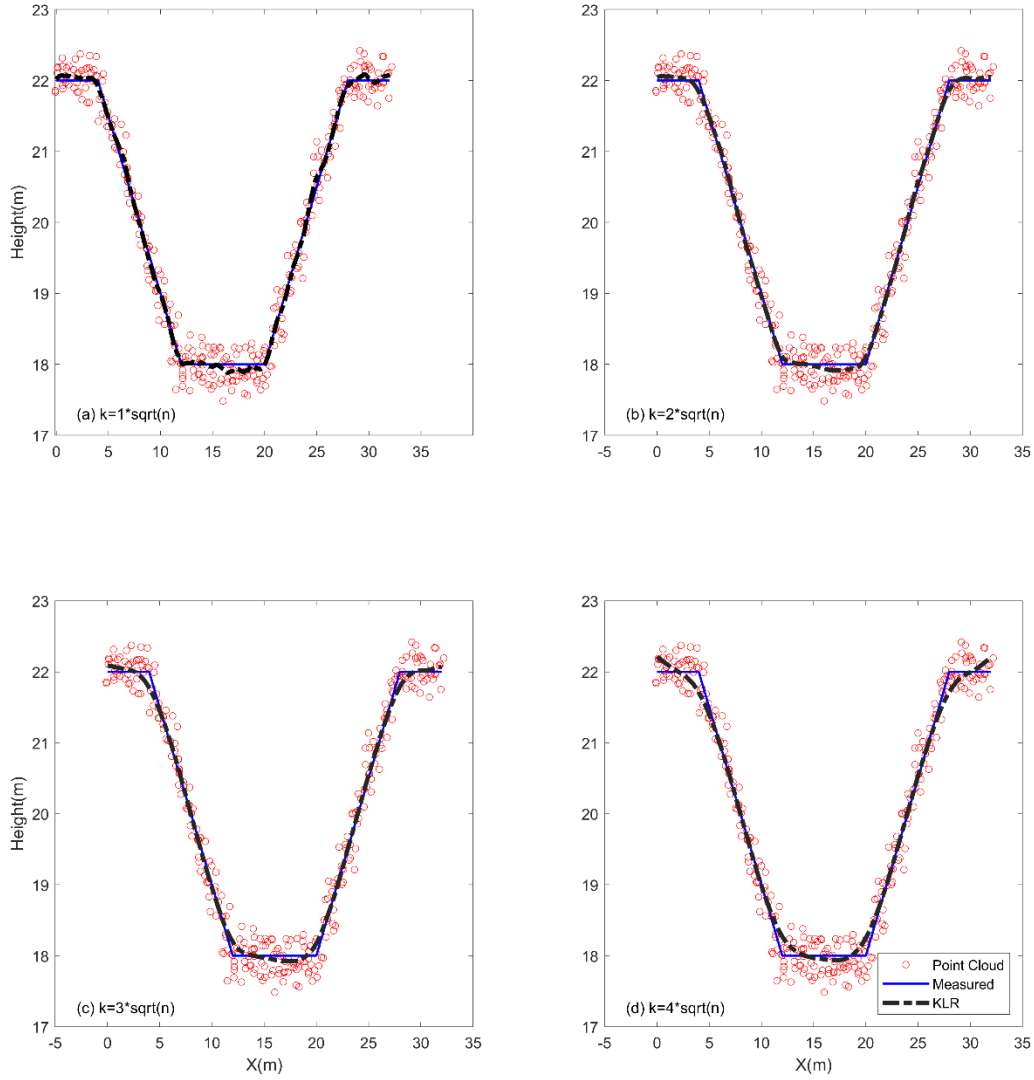 23
22
21
20
19
18
17
Height(m)
(a) k=1*sqrt(n)
0 5 10 15 20 25 30 35
23
22
21
20
19
18
17
(b) k=2*sqrt(n)
-5 0 5 10 15 20 25 30 35
23
22
21
20
19
18
17
Height(m)
(c) k=3*sqrt(n)
-5 0 5 10 15 20 25 30 35
X(m)
23
22
21
20
19
18
17
(d) k=4*sqrt(n)
Point Cloud
Measured
KLR
-5 0 5 10 15 20 25 30 35
X(m)